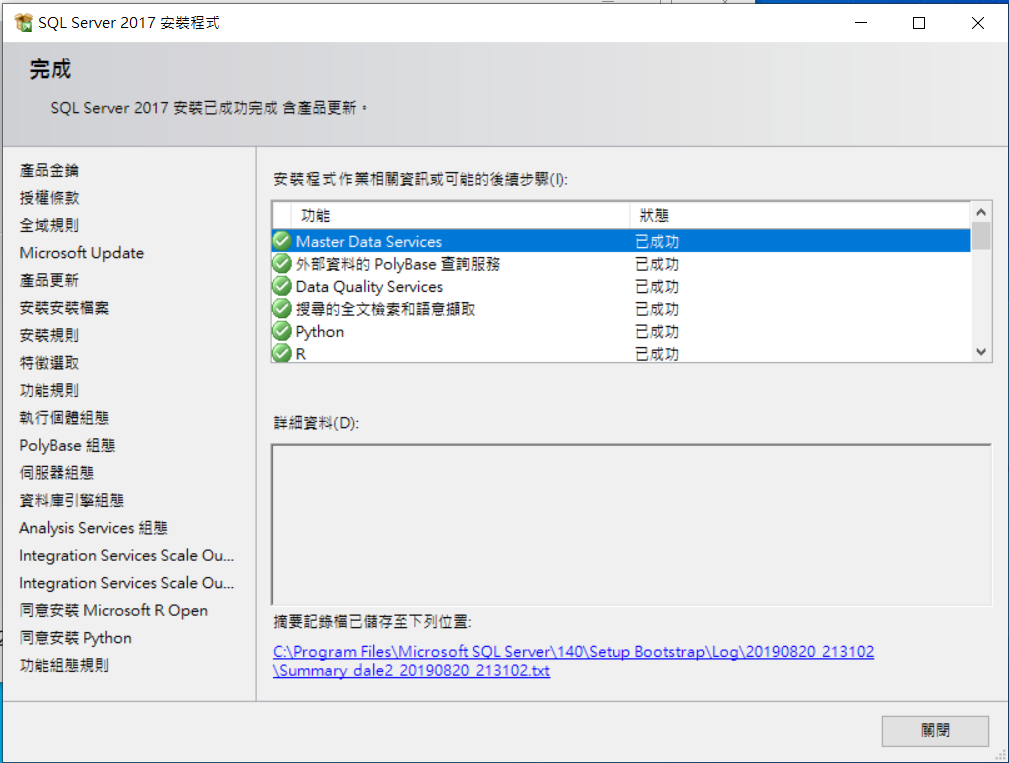 SQL Server 2017 安裝程式
完成
SQL Server 2017 安裝已成功完成 含產品更新。
產品金鑰
授權條款
全域規則
Microsoft Update
產品更新
安裝安裝檔案
安裝規則
特徵選取
功能規則
執行個體組態
PolyBase 組態
伺服器組態
資料庫引擎組態
Analysis Services 組態
Integration Services Scale Ou...
Integration Services Scale Ou...
同意安裝 Microsoft R Open
同意安裝 Python
功能組態規則
安裝程式作業相關資訊或可能的後續步驟(I):
功能 狀態
Master Data Services 已成功
外部資料的 PolyBase 查詢服務 已成功
Data Quality Services 已成功
搜尋的全文檢索和語意擷取 已成功
Python 已成功
R 已成功
詳細資料(D):
摘要記錄檔已儲存至下列位置:
C:\Program Files\Microsoft SQL Server\140\Setup Bootstrap\Log\20190820_213102
\Summary_dale2_20190820_213102.txt
關閉